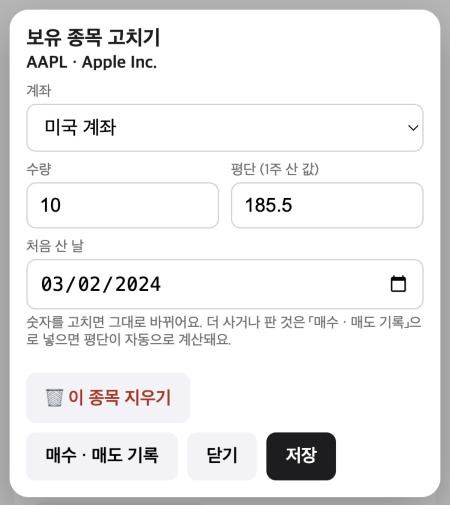 보유 종목 고치기
AAPL · Apple Inc.
계좌
미국 계좌
수량 평단 (1주 산 값)
10 185.5
처음 산 날
03/02/2024
숫자를 고치면 그대로 바뀌어요. 더 사거나 판 것은 「매수 · 매도 기록」으
로 넣으면 평단이 자동으로 계산돼요.
🗑️ 이 종목 지우기
매수 · 매도 기록 닫기 저장